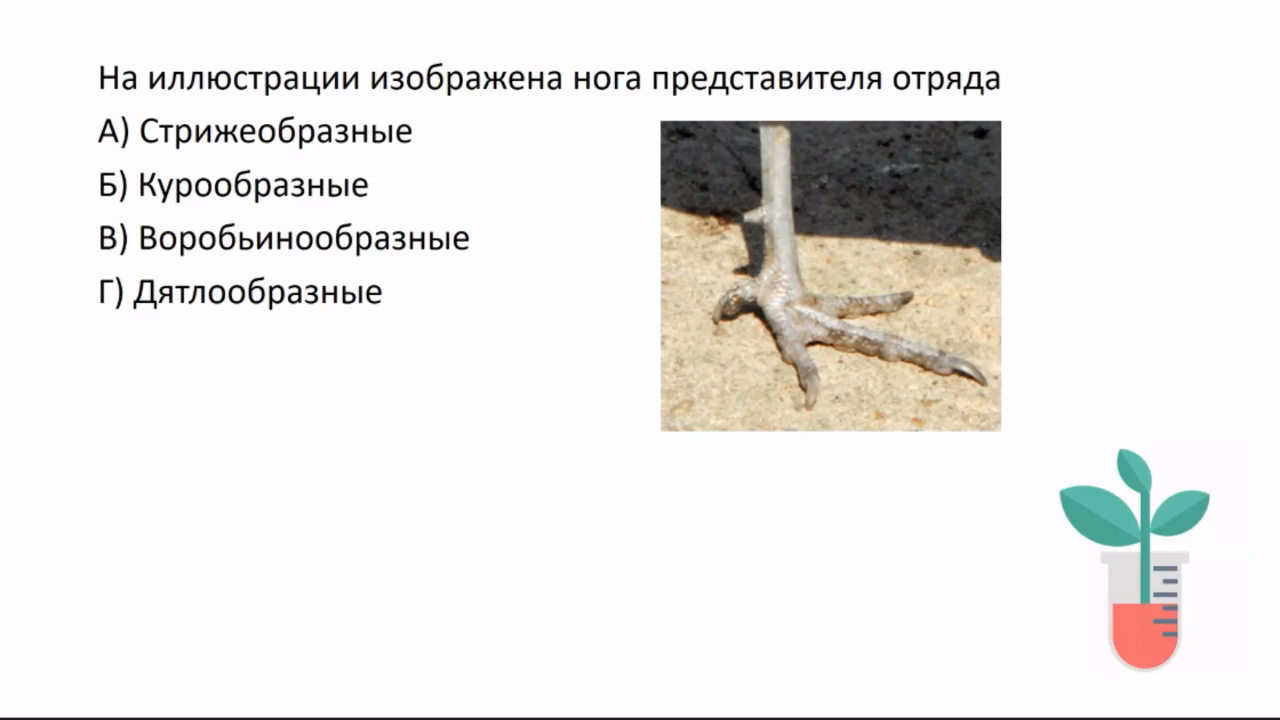 На иллюстрации изображена нога представителя отряда
А) Стрижеобразные
Б) Курообразные
В) Воробьинообразные
Г) Дятлообразные